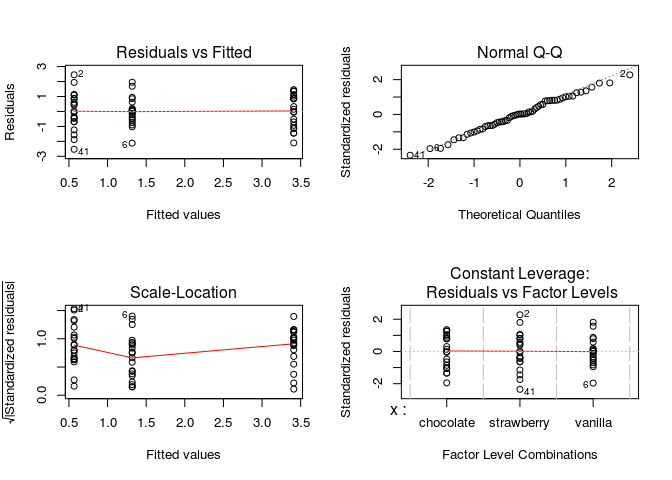 Residuals vs Fitted
Residuals
3
1
-1
-3
2
6
41
0.5 1.0 1.5 2.0 2.5 3.0 3.5
Fitted values
Normal Q-Q
Standardized residuals
2
0
-2
2
6
41
-2 -1 0 1 2
Theoretical Quantiles
Scale-Location
√|Standardized residuals|
1.0
0.0
41
2
6
0.5 1.0 1.5 2.0 2.5 3.0 3.5
Fitted values
Constant Leverage:
Residuals vs Factor Levels
Standardized residuals
2
0
-2
2
41
6
x :
chocolate strawberry vanilla
Factor Level Combinations